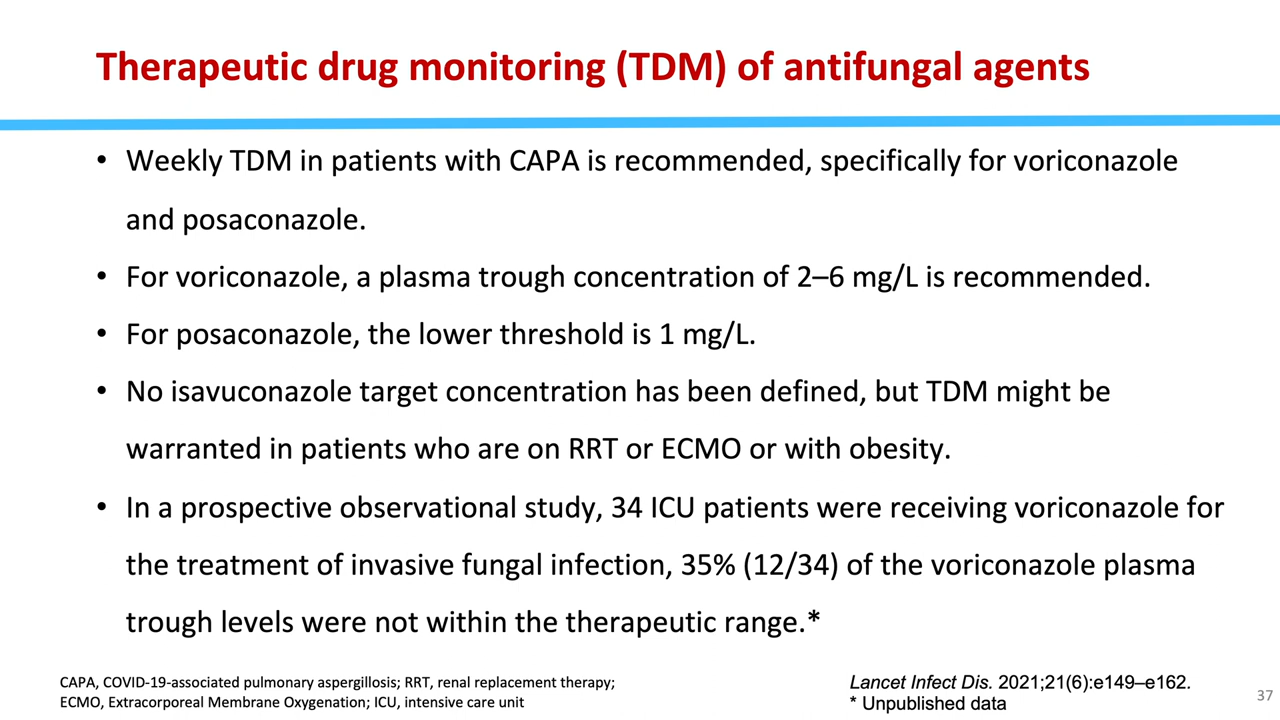 Therapeutic drug monitoring (TDM) of antifungal agents
• Weekly TDM in patients with CAPA is recommended, specifically for voriconazole
and posaconazole.
• For voriconazole, a plasma trough concentration of 2–6 mg/L is recommended.
• For posaconazole, the lower threshold is 1 mg/L.
• No isavuconazole target concentration has been defined, but TDM might be
warranted in patients who are on RRT or ECMO or with obesity.
• In a prospective observational study, 34 ICU patients were receiving voriconazole for
the treatment of invasive fungal infection, 35% (12/34) of the voriconazole plasma
trough levels were not within the therapeutic range.*
CAPA, COVID-19-associated pulmonary aspergillosis; RRT, renal replacement therapy;
ECMO, Extracorporeal Membrane Oxygenation; ICU, intensive care unit
Lancet Infect Dis. 2021;21(6):e149–e162.
* Unpublished data
37